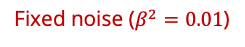 Fixed noise (β² = 0.01)